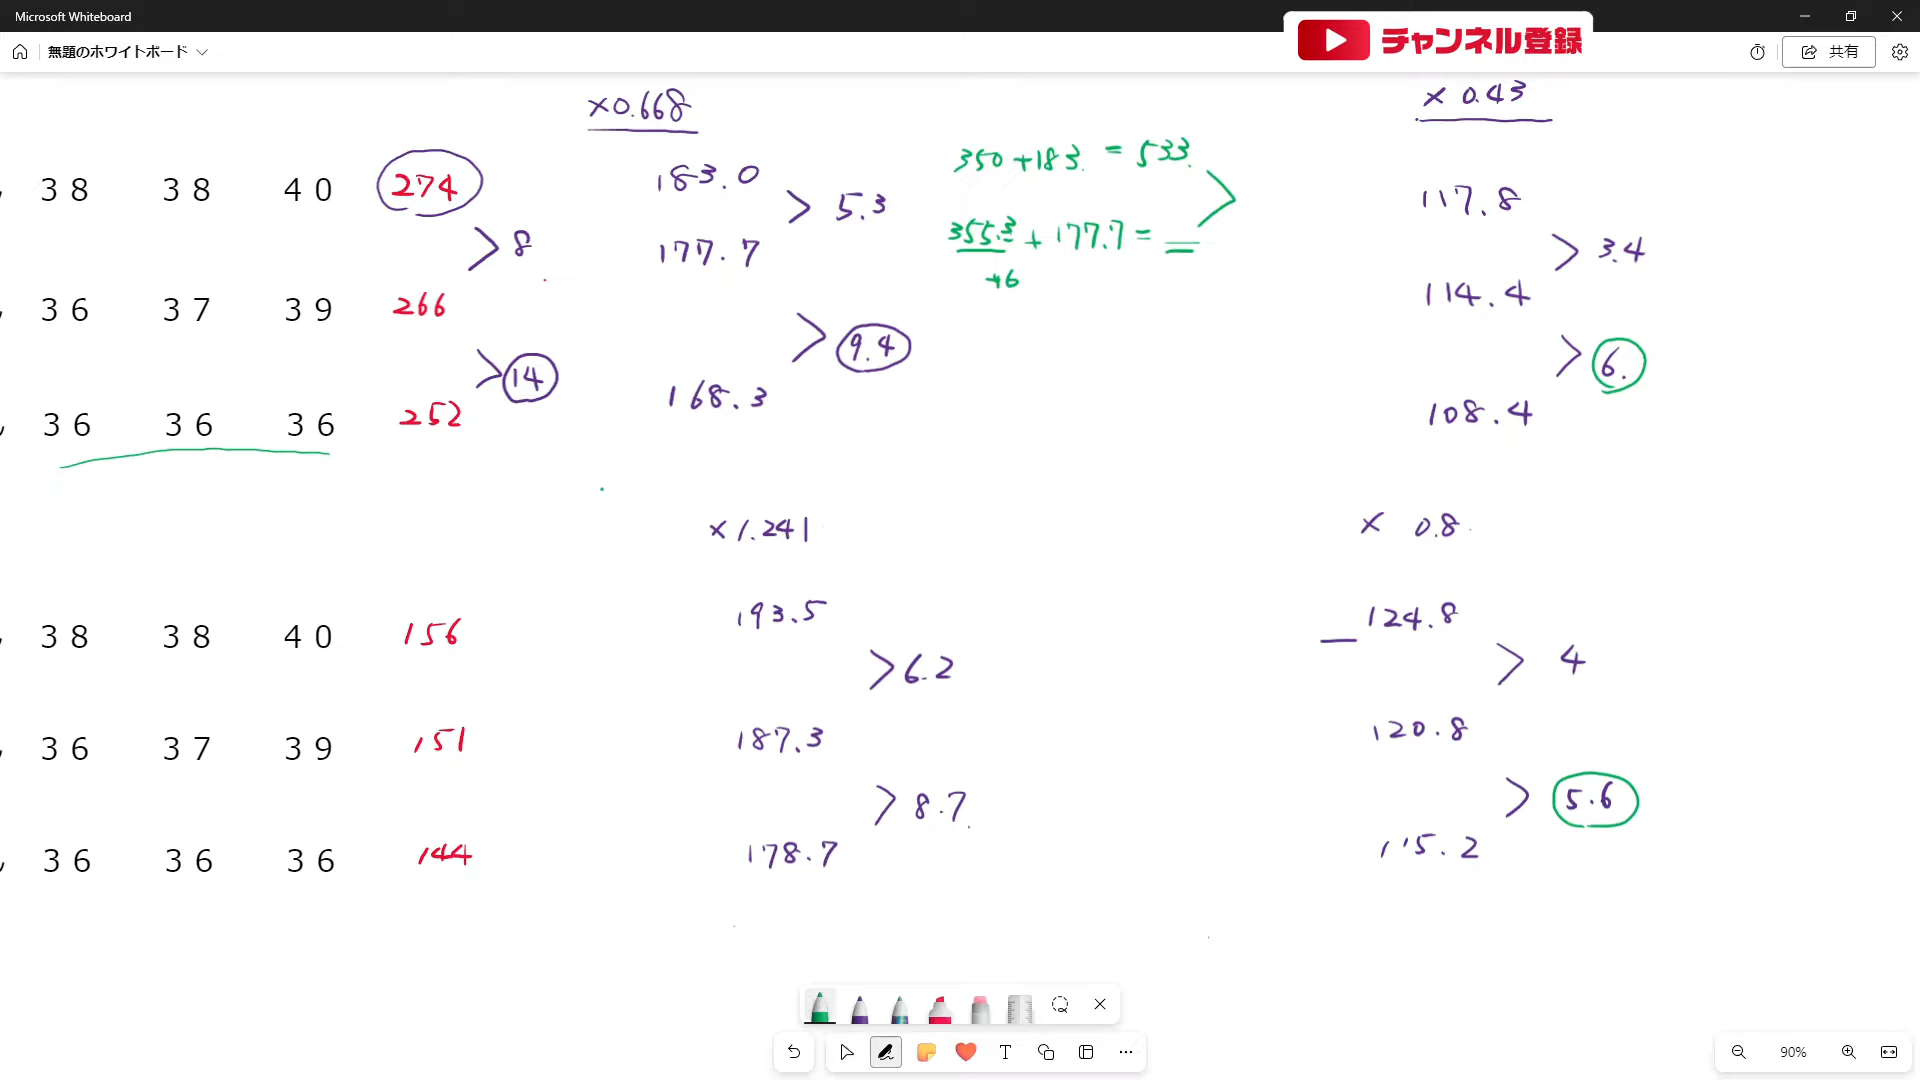 Microsoft Whiteboard
無題のホワイトボード
チャンネル登録
共有
×0.668
× 0.43
38 38 40 274
183.0
> 5.3
350 + 183. = 533.
117.8
> 8
177.7
355.3 + 177.7 =
+6
> 3.4
36 37 39 266
114.4
> 14
> 9.4
> 6.
36 36 36 252
168.3
108.4
× 1.241
× 0.8
38 38 40 156
193.5
124.8
> 6.2
> 4
36 37 39 151
187.3
120.8
> 8.7
> 5.6
36 36 36 144
178.7
115.2
90%